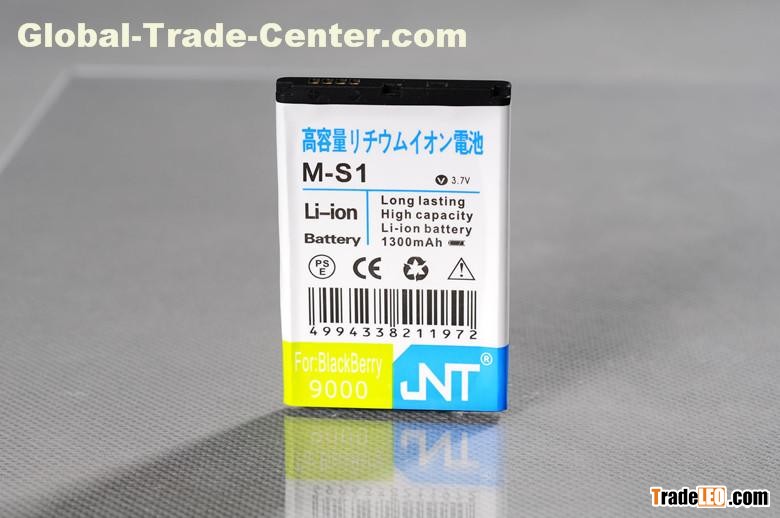 Global-Trade-Center.com
高容量リチウムイオン電池
M-S1
V 3.7V
Li-ion
Battery
Long lasting
High capacity
Li-ion battery
1300mAh
PS
E
CE
4994338211972
For:BlackBerry
9000
JNT®
TradeLEO.com